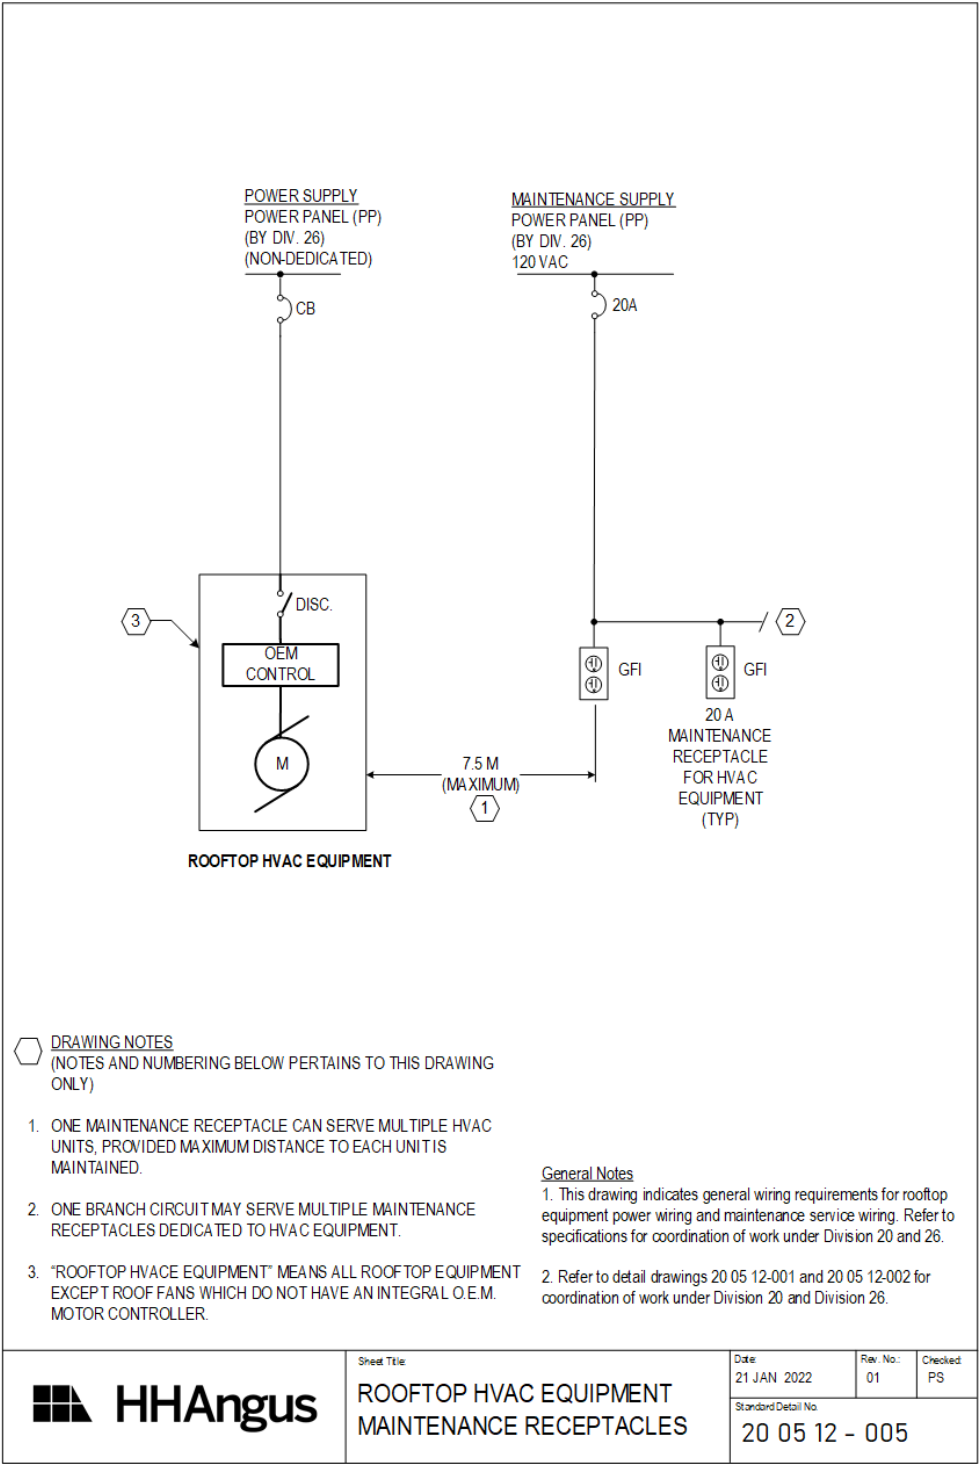 POWER SUPPLY
POWER PANEL (PP)
(BY DIV. 26)
(NON-DEDICATED)
CB
MAINTENANCE SUPPLY
POWER PANEL (PP)
(BY DIV. 26)
120 VAC
20A
3
DISC.
OEM
CONTROL
M
2
GFI
GFI
20 A
MAINTENANCE
RECEPTACLE
FOR HVAC
EQUIPMENT
(TYP)
7.5 M
(MAXIMUM)
1
ROOFTOP HVAC EQUIPMENT
DRAWING NOTES
(NOTES AND NUMBERING BELOW PERTAINS TO THIS DRAWING
ONLY)
1. ONE MAINTENANCE RECEPTACLE CAN SERVE MULTIPLE HVAC
UNITS, PROVIDED MAXIMUM DISTANCE TO EACH UNIT IS
MAINTAINED.
2. ONE BRANCH CIRCUIT MAY SERVE MULTIPLE MAINTENANCE
RECEPTACLES DEDICATED TO HVAC EQUIPMENT.
3. “ROOFTOP HVACE EQUIPMENT” MEANS ALL ROOFTOP EQUIPMENT
EXCEPT ROOF FANS WHICH DO NOT HAVE AN INTEGRAL O.E.M.
MOTOR CONTROLLER.
General Notes
1. This drawing indicates general wiring requirements for rooftop
equipment power wiring and maintenance service wiring. Refer to
specifications for coordination of work under Division 20 and 26.
2. Refer to detail drawings 20 05 12-001 and 20 05 12-002 for
coordination of work under Division 20 and Division 26.
HHAngus
Sheet Title:
ROOFTOP HVAC EQUIPMENT
MAINTENANCE RECEPTACLES
Date:
21 JAN 2022
Rev. No.:
01
Checked:
PS
Standard Detail No.
20 05 12 - 005